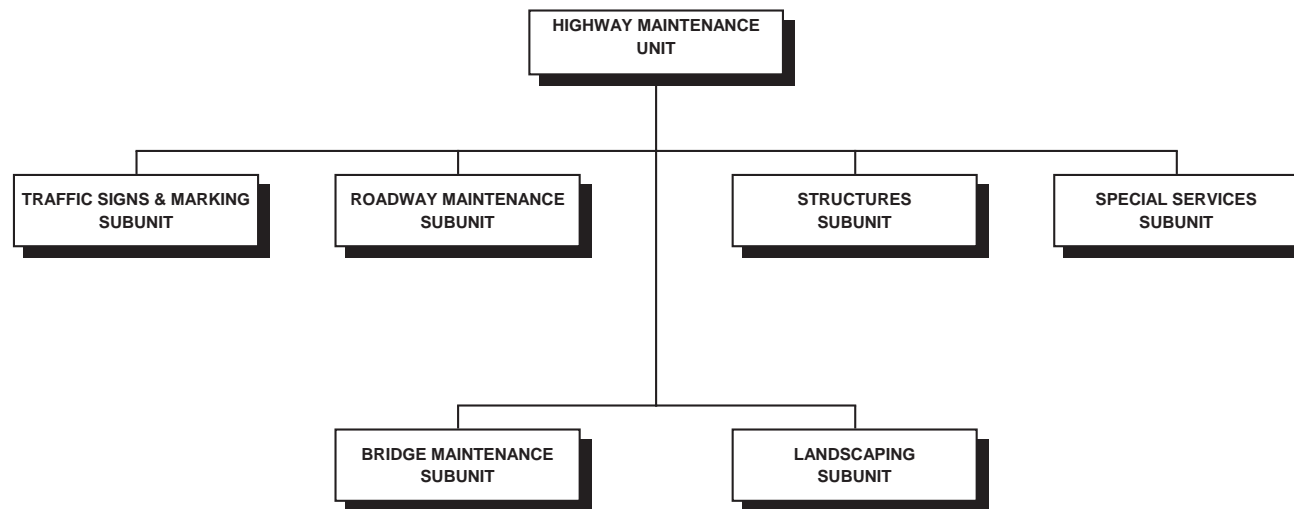 HIGHWAY MAINTENANCE
UNIT
TRAFFIC SIGNS & MARKING
SUBUNIT
ROADWAY MAINTENANCE
SUBUNIT
STRUCTURES
SUBUNIT
SPECIAL SERVICES
SUBUNIT
BRIDGE MAINTENANCE
SUBUNIT
LANDSCAPING
SUBUNIT